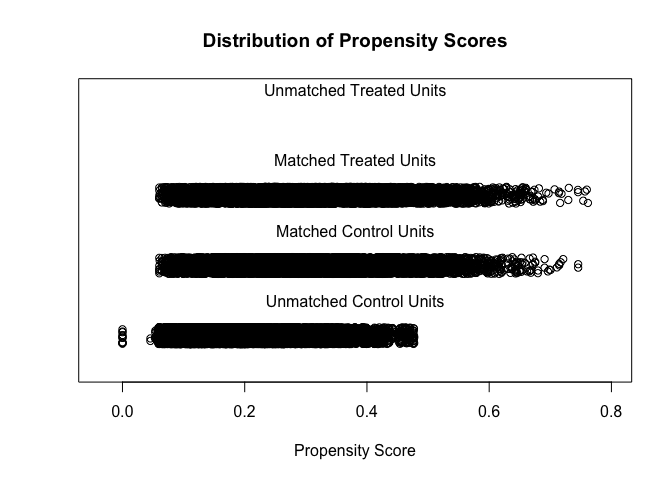 Distribution of Propensity Scores
Unmatched Treated Units
Matched Treated Units
Matched Control Units
Unmatched Control Units
0.0 0.2 0.4 0.6 0.8
Propensity Score